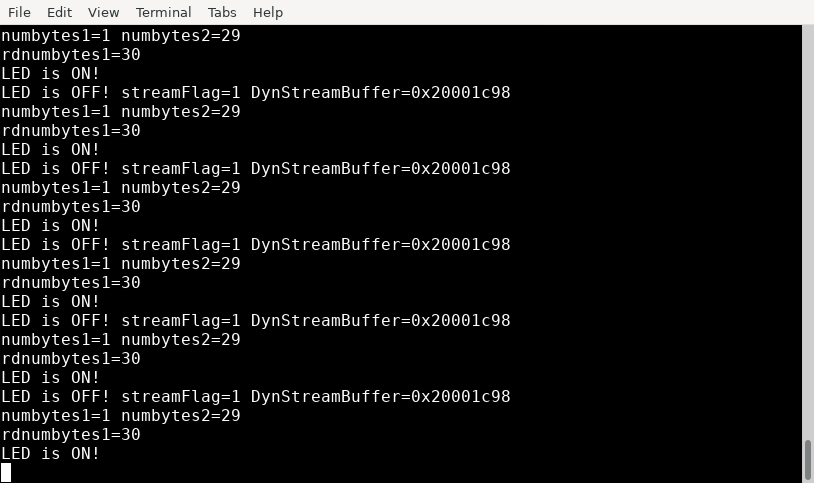 File Edit View Terminal Tabs Help
numbytes1=1 numbytes2=29
rdnumbytes1=30
LED is ON!
LED is OFF! streamFlag=1 DynStreamBuffer=0x20001c98
numbytes1=1 numbytes2=29
rdnumbytes1=30
LED is ON!
LED is OFF! streamFlag=1 DynStreamBuffer=0x20001c98
numbytes1=1 numbytes2=29
rdnumbytes1=30
LED is ON!
LED is OFF! streamFlag=1 DynStreamBuffer=0x20001c98
numbytes1=1 numbytes2=29
rdnumbytes1=30
LED is ON!
LED is OFF! streamFlag=1 DynStreamBuffer=0x20001c98
numbytes1=1 numbytes2=29
rdnumbytes1=30
LED is ON!
LED is OFF! streamFlag=1 DynStreamBuffer=0x20001c98
numbytes1=1 numbytes2=29
rdnumbytes1=30
LED is ON!